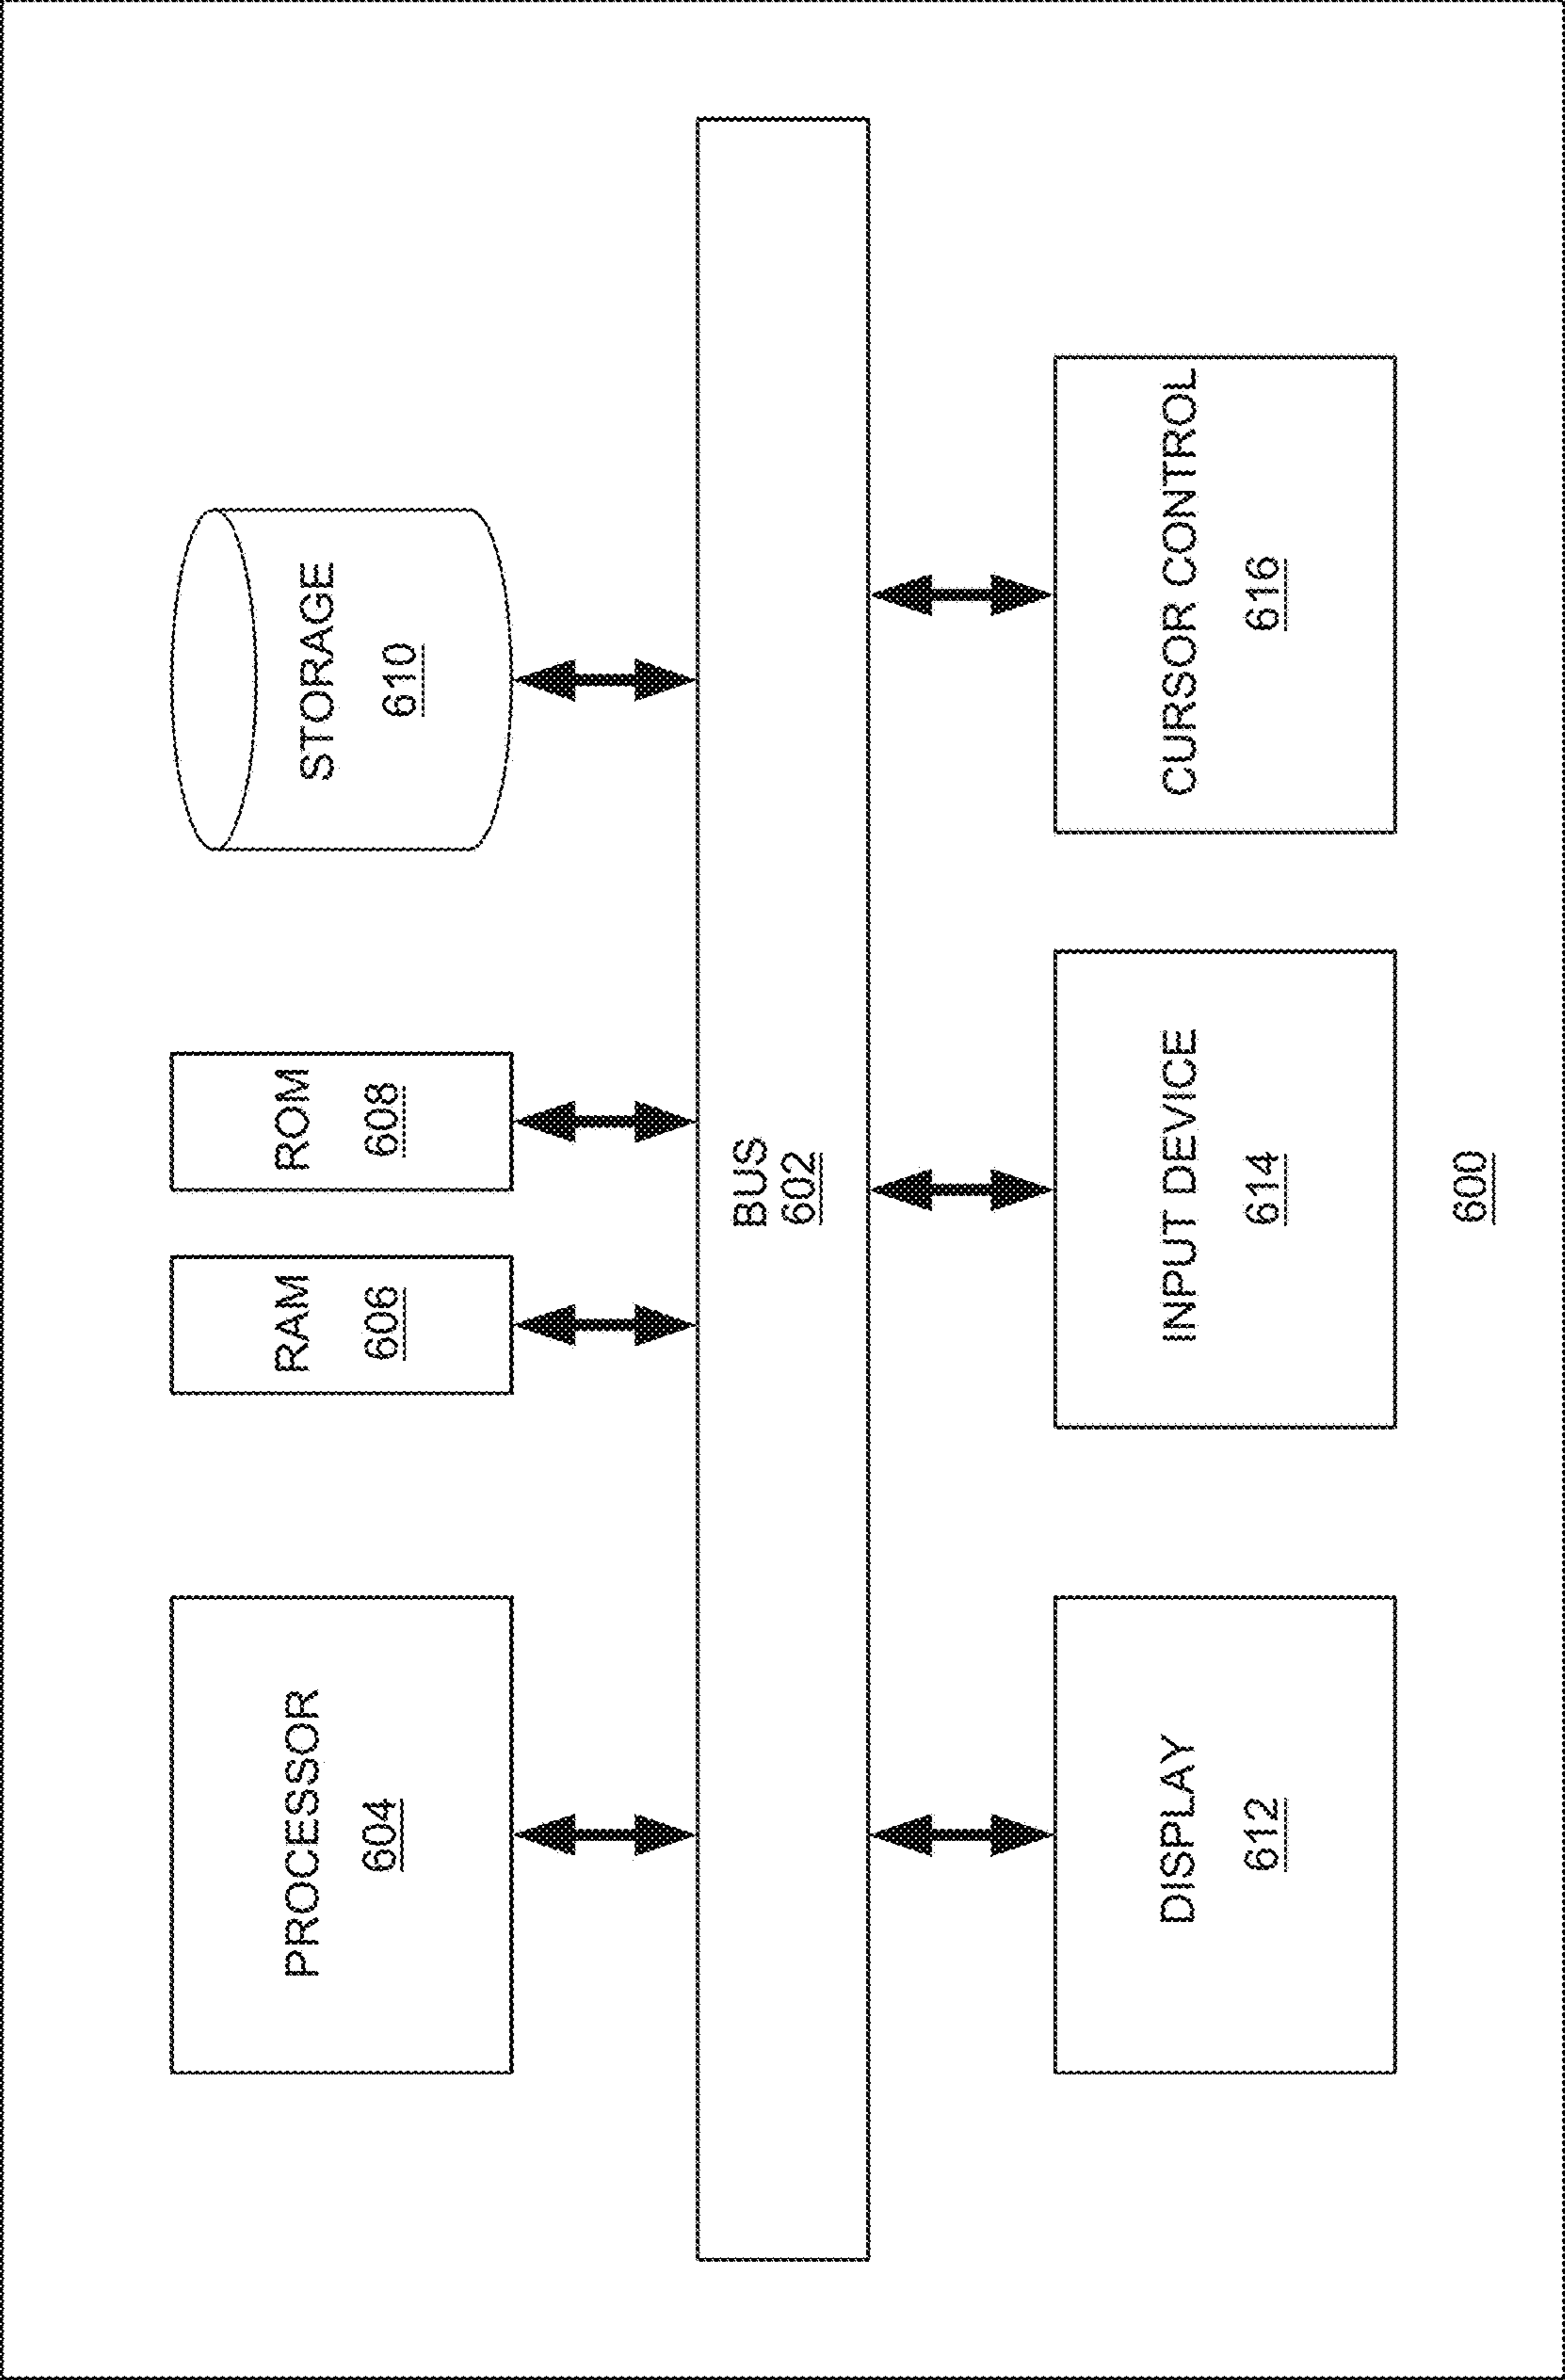 PROCESSOR
604
RAM
606
ROM
608
STORAGE
610
BUS
602
DISPLAY
612
INPUT DEVICE
614
CURSOR CONTROL
616
600